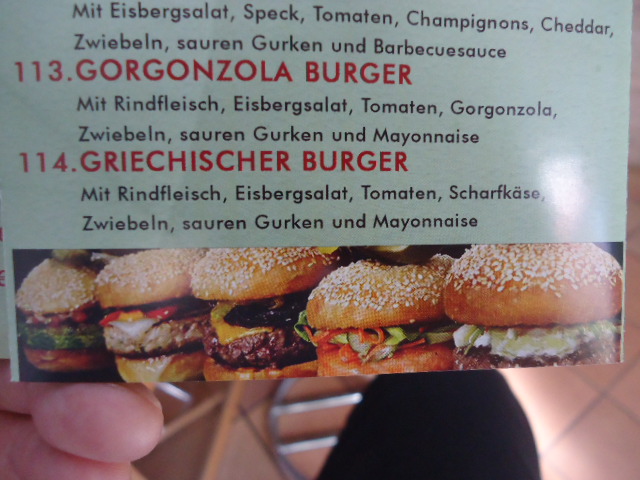 Mit Eisbergsalat, Speck, Tomaten, Champignons, Cheddar,
Zwiebeln, sauren Gurken und Barbecuesauce
113.GORGONZOLA BURGER
Mit Rindfleisch, Eisbergsalat, Tomaten, Gorgonzola,
Zwiebeln, sauren Gurken und Mayonnaise
114.GRIECHISCHER BURGER
Mit Rindfleisch, Eisbergsalat, Tomaten, Scharfkäse,
Zwiebeln, sauren Gurken und Mayonnaise